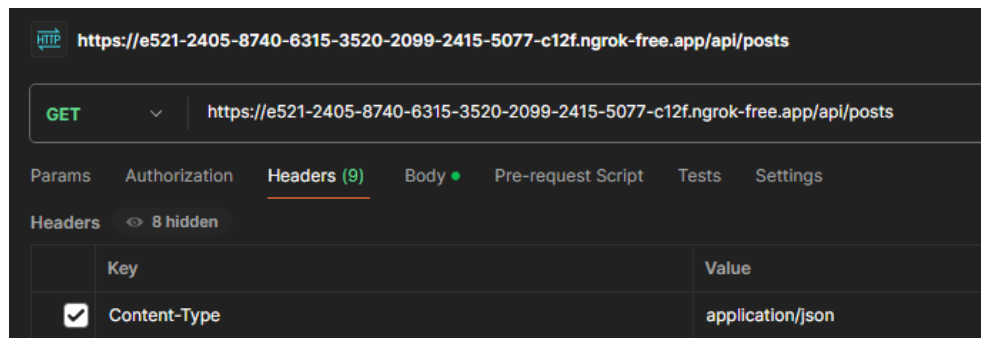 HTTP https://e521-2405-8740-6315-3520-2099-2415-5077-c12f.ngrok-free.app/api/posts
GET https://e521-2405-8740-6315-3520-2099-2415-5077-c12f.ngrok-free.app/api/posts
Params Authorization Headers (9) Body Pre-request Script Tests Settings
Headers 8 hidden
Key Value
Content-Type application/json